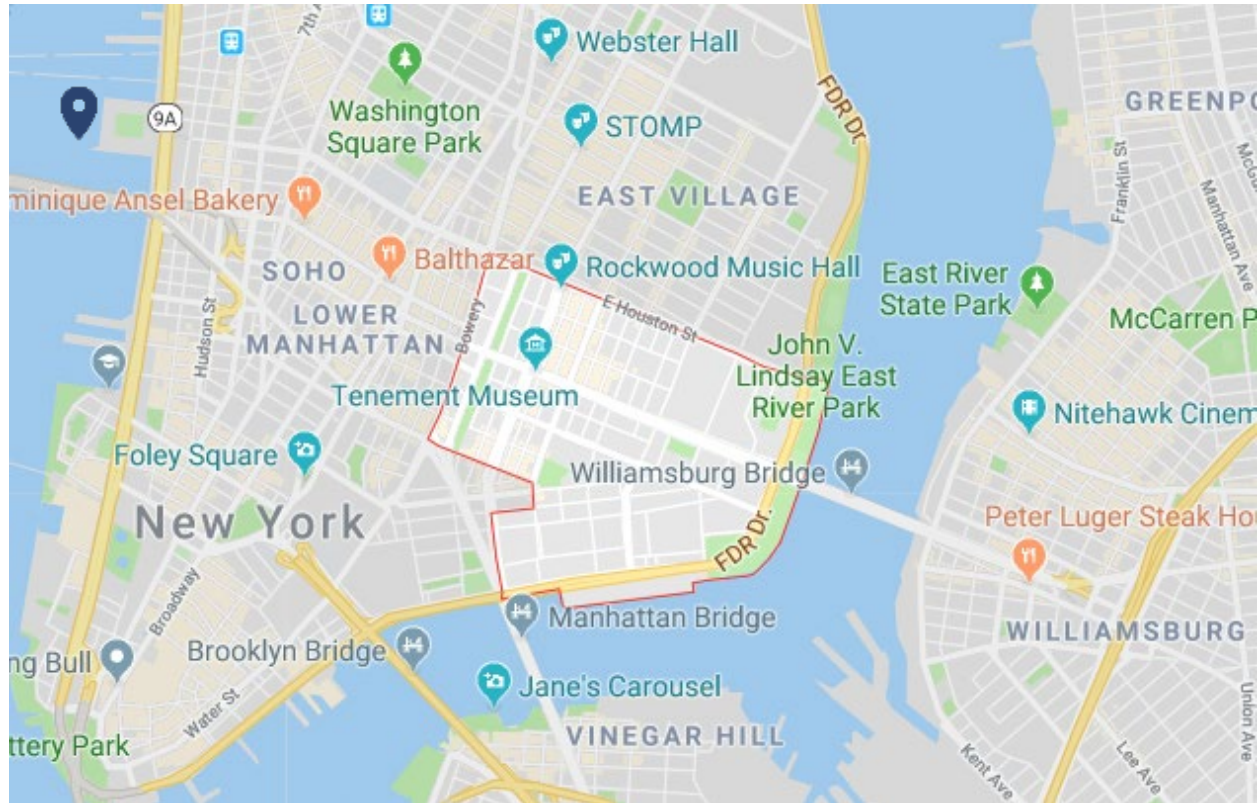 7th A
Webster Hall
Washington
Square Park
9A
STOMP
FDR Dr.
GREENPO
Franklin St
McGu
Manhattan Ave
minique Ansel Bakery
EAST VILLAGE
SOHO
Balthazar
Rockwood Music Hall
East River
State Park
LOWER
MANHATTAN
Hudson St
Bowery
E Houston St
McCarren P
John V.
Lindsay East
River Park
Tenement Museum
Nitehawk Cinem
Foley Square
Williamsburg Bridge
New York
FDR Dr.
Peter Luger Steak Ho
Broadway
Manhattan Bridge
WILLIAMSBURG
ng Bull
Brooklyn Bridge
Water St
Jane's Carousel
Union Ave
ttery Park
VINEGAR HILL
Kent Ave
Lee Ave